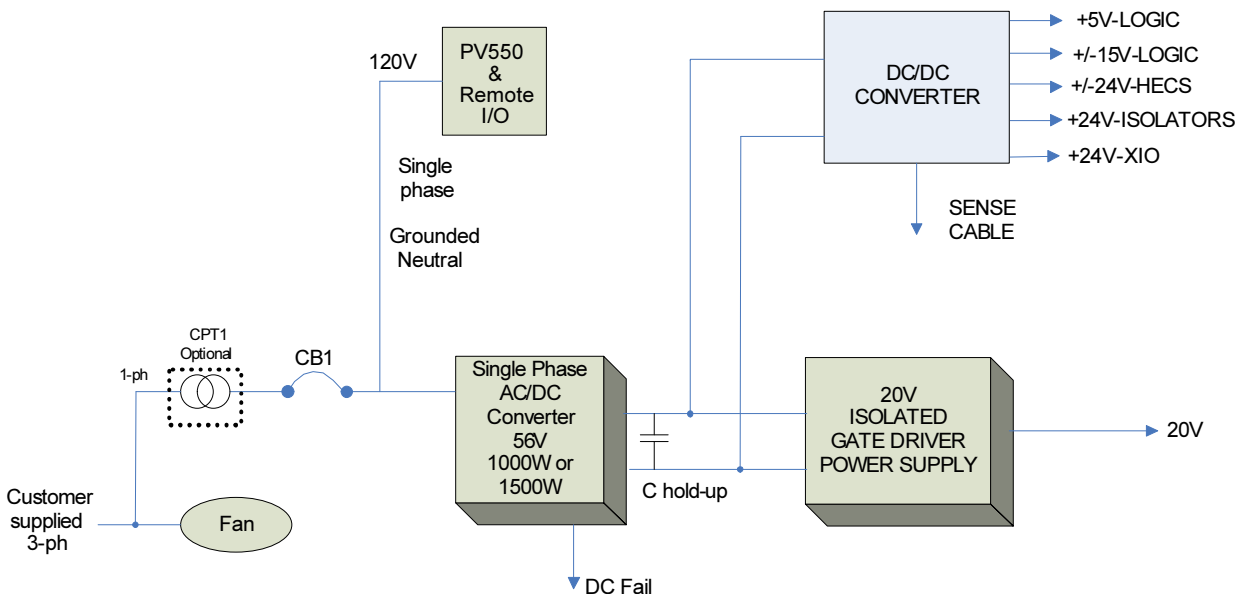 120V
PV550
&
Remote
I/O
Single
phase
Grounded
Neutral
DC/DC
CONVERTER
+5V-LOGIC
+/-15V-LOGIC
+/-24V-HECS
+24V-ISOLATORS
+24V-XIO
SENSE
CABLE
CPT1
Optional
1-ph
CB1
Single Phase
AC/DC
Converter
56V
1000W or
1500W
C hold-up
20V
ISOLATED
GATE DRIVER
POWER SUPPLY
20V
Customer
supplied
3-ph
Fan
DC Fail